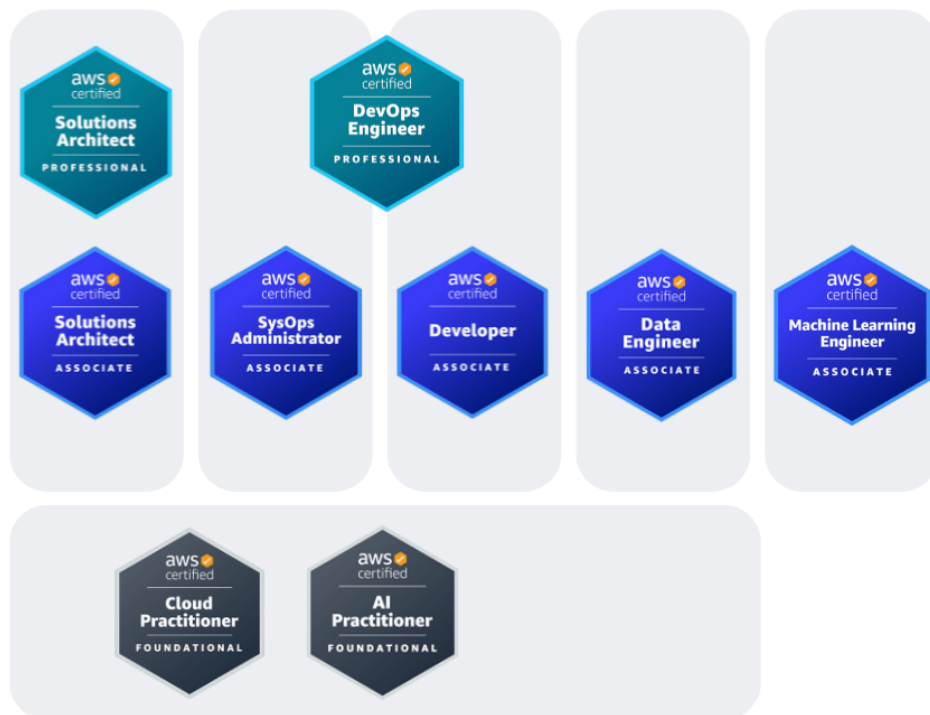 aws
certified
Solutions
Architect
PROFESSIONAL
aws
certified
DevOps
Engineer
PROFESSIONAL
aws
certified
Solutions
Architect
ASSOCIATE
aws
certified
SysOps
Administrator
ASSOCIATE
aws
certified
Developer
ASSOCIATE
aws
certified
Data
Engineer
ASSOCIATE
aws
certified
Machine Learning
Engineer
ASSOCIATE
aws
certified
Cloud
Practitioner
FOUNDATIONAL
aws
certified
AI
Practitioner
FOUNDATIONAL